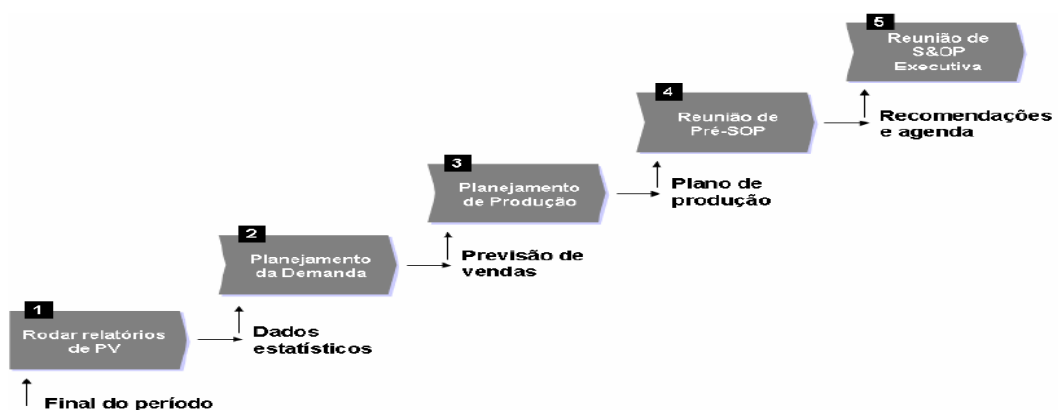 5
Reunião de
S&OP
Executiva
4
Reunião de
Pré-SOP
Recomendações
e agenda
3
Planejamento
de Produção
Plano de
produção
2
Planejamento
da Demanda
Previsão de
vendas
1
Rodar relatórios
de PV
Dados
estatísticos
Final do período